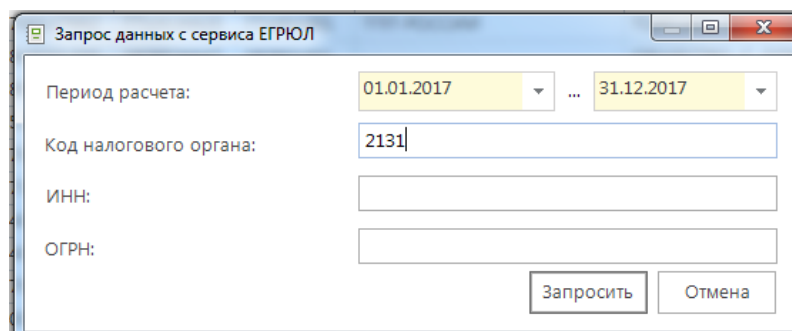 Запрос данных с сервиса ЕГРЮЛ
Период расчета: 01.01.2017 ... 31.12.2017
Код налогового органа: 2131
ИНН:
ОГРН:
Запросить Отмена